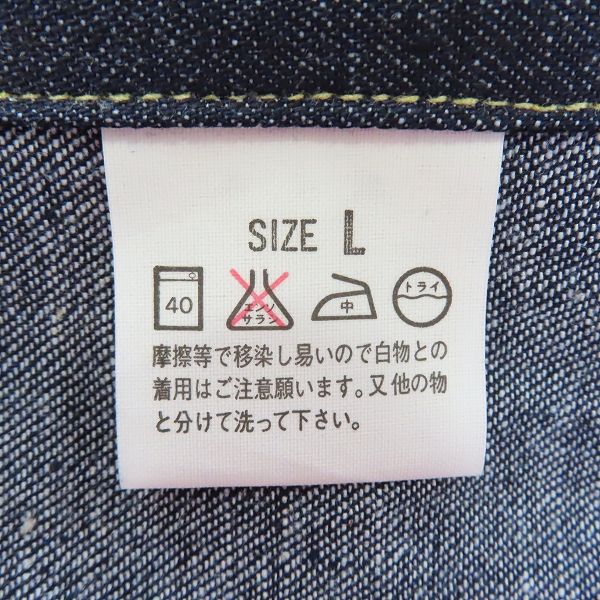 SIZE L
40 エンソ サラシ 中 トライ
摩擦等で移染し易いので白物との
着用はご注意願います。又他の物
と分けて洗って下さい。